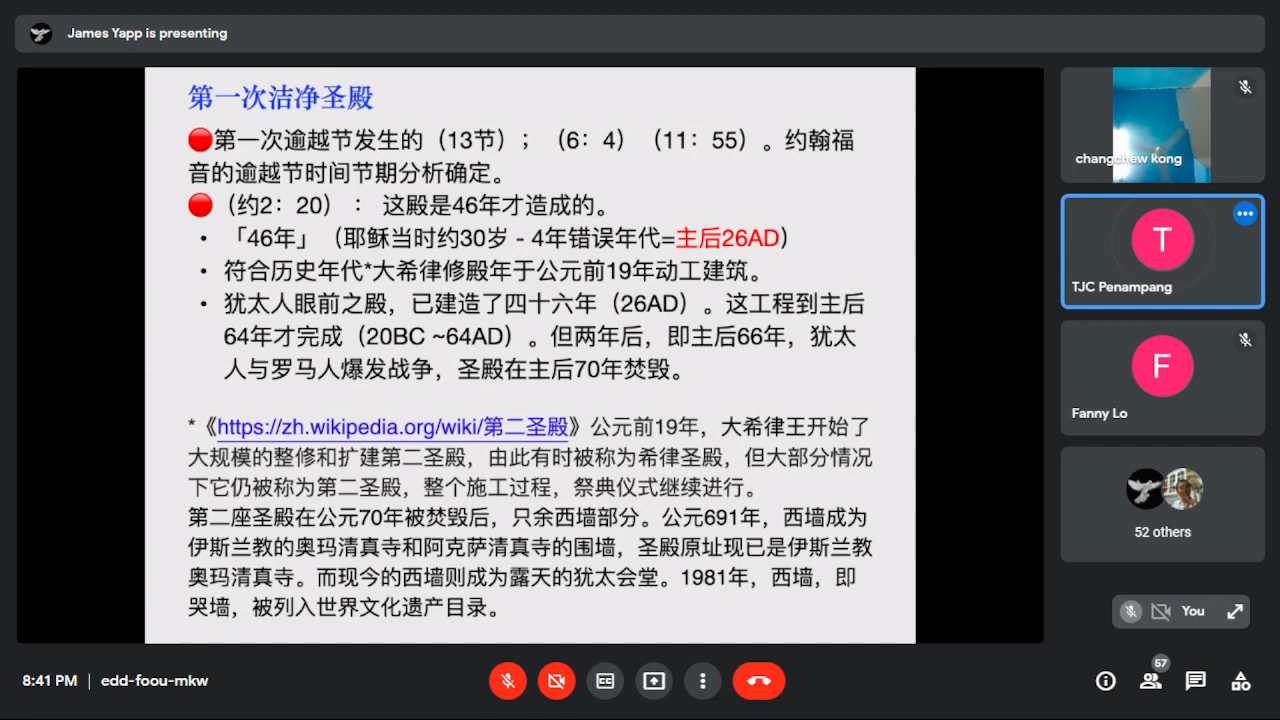 James Yapp is presenting
第一次洁净圣殿
🔴第一次逾越节发生的（13节）；（6：4）（11：55）。约翰福
音的逾越节时间节期分析确定。
🔴（约2：20）： 这殿是46年才造成的。
• 「46年」（耶稣当时约30岁 - 4年错误年代=主后26AD）
• 符合历史年代*大希律修殿年于公元前19年动工建筑。
• 犹太人眼前之殿，已建造了四十六年（26AD）。这工程到主后
64年才完成（20BC ~64AD）。但两年后，即主后66年，犹太
人与罗马人爆发战争，圣殿在主后70年焚毁。
*《https://zh.wikipedia.org/wiki/第二圣殿》公元前19年，大希律王开始了
大规模的整修和扩建第二圣殿，由此有时被称为希律圣殿，但大部分情况
下它仍被称为第二圣殿，整个施工过程，祭典仪式继续进行。
第二座圣殿在公元70年被焚毁后，只余西墙部分。公元691年，西墙成为
伊斯兰教的奥玛清真寺和阿克萨清真寺的围墙，圣殿原址现已是伊斯兰教
奥玛清真寺。而现今的西墙则成为露天的犹太会堂。1981年，西墙，即
哭墙，被列入世界文化遗产目录。
changchew kong
T
TJC Penampang
F
Fanny Lo
52 others
You
8:41 PM | edd-foou-mkw
57